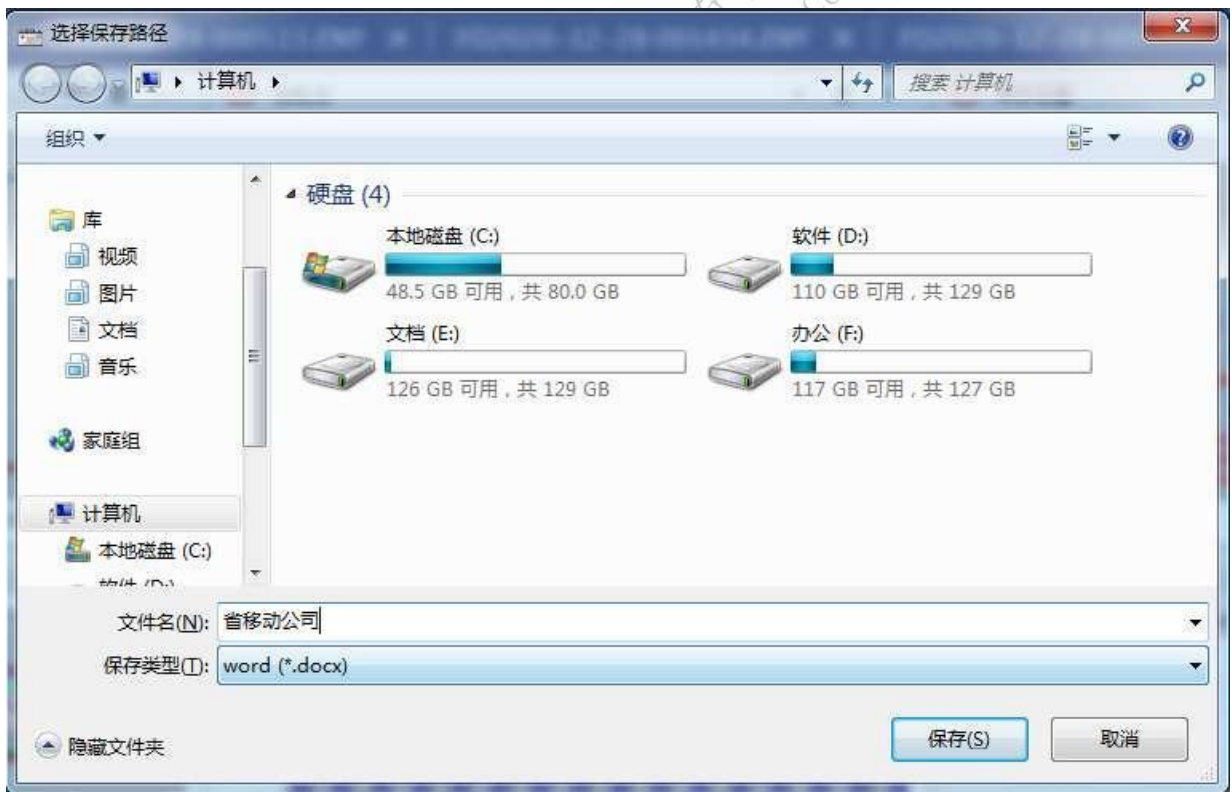 选择保存路径
计算机
搜索 计算机
组织
库
视频
图片
文档
音乐
家庭组
计算机
本地磁盘 (C:)
软件 (D:)
硬盘 (4)
本地磁盘 (C:)
48.5 GB 可用，共 80.0 GB
软件 (D:)
110 GB 可用，共 129 GB
文档 (E:)
126 GB 可用，共 129 GB
办公 (F:)
117 GB 可用，共 127 GB
文件名(N): 省移动公司
保存类型(T): word (*.docx)
隐藏文件夹
保存(S)
取消